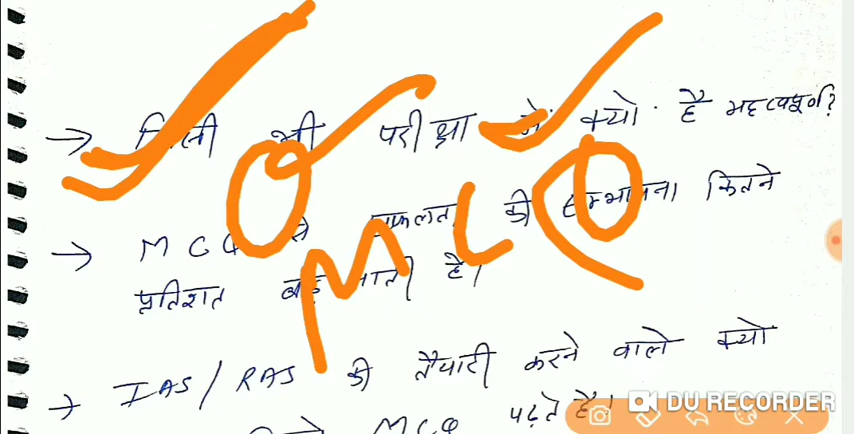 → किसी भी परीक्षा में क्यो है महत्वपूर्ण?
→ MCQ से सफलता की सम्भावना कितने
प्रतिशत बढ़ जाती है।
MCQ
→ IAS/RAS की तैयारी करने वाले क्यो
MCQ पढ़ते है।
DU RECORDER